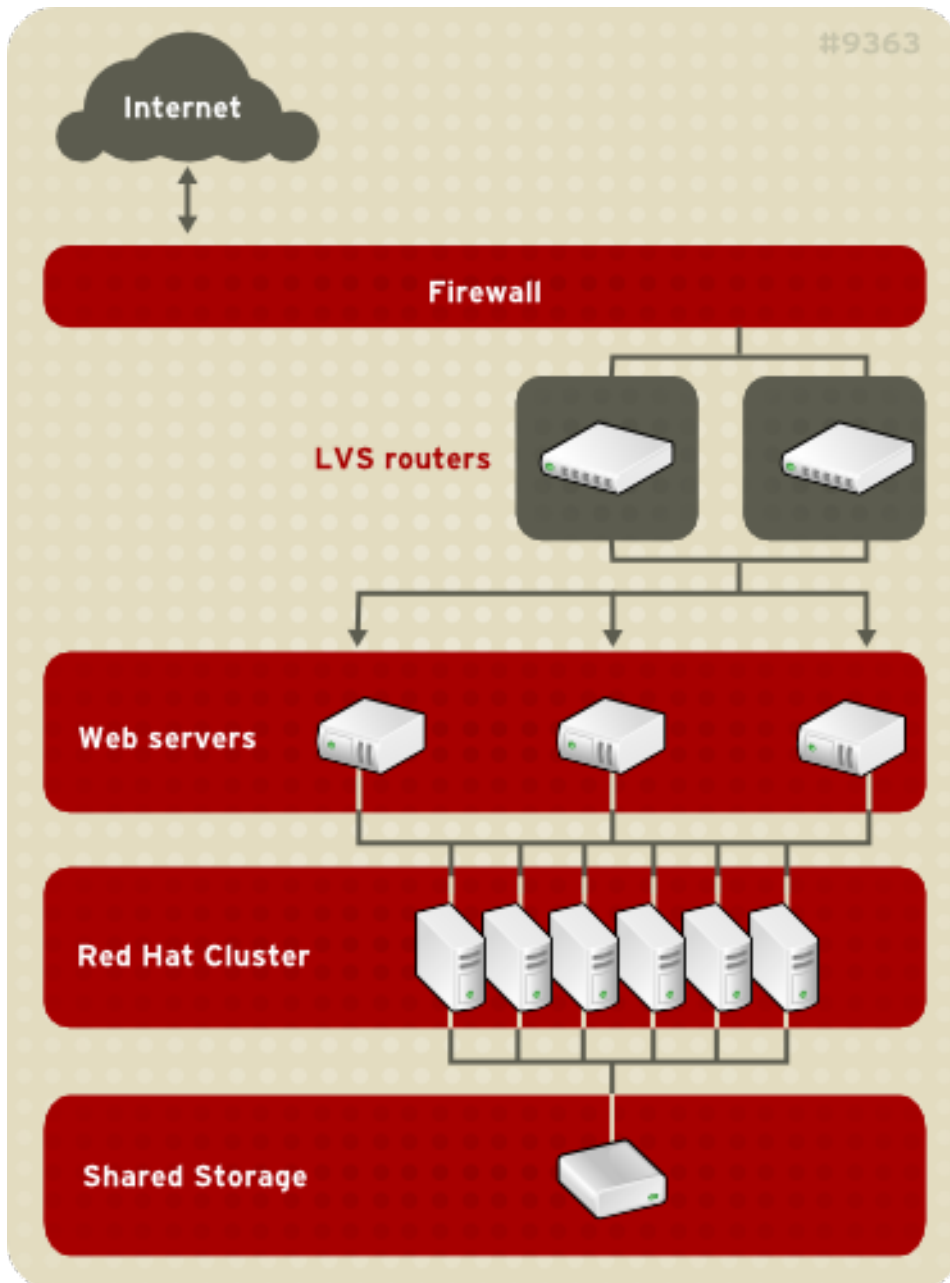 #9363
Internet
Firewall
LVS routers
Web servers
Red Hat Cluster
Shared Storage